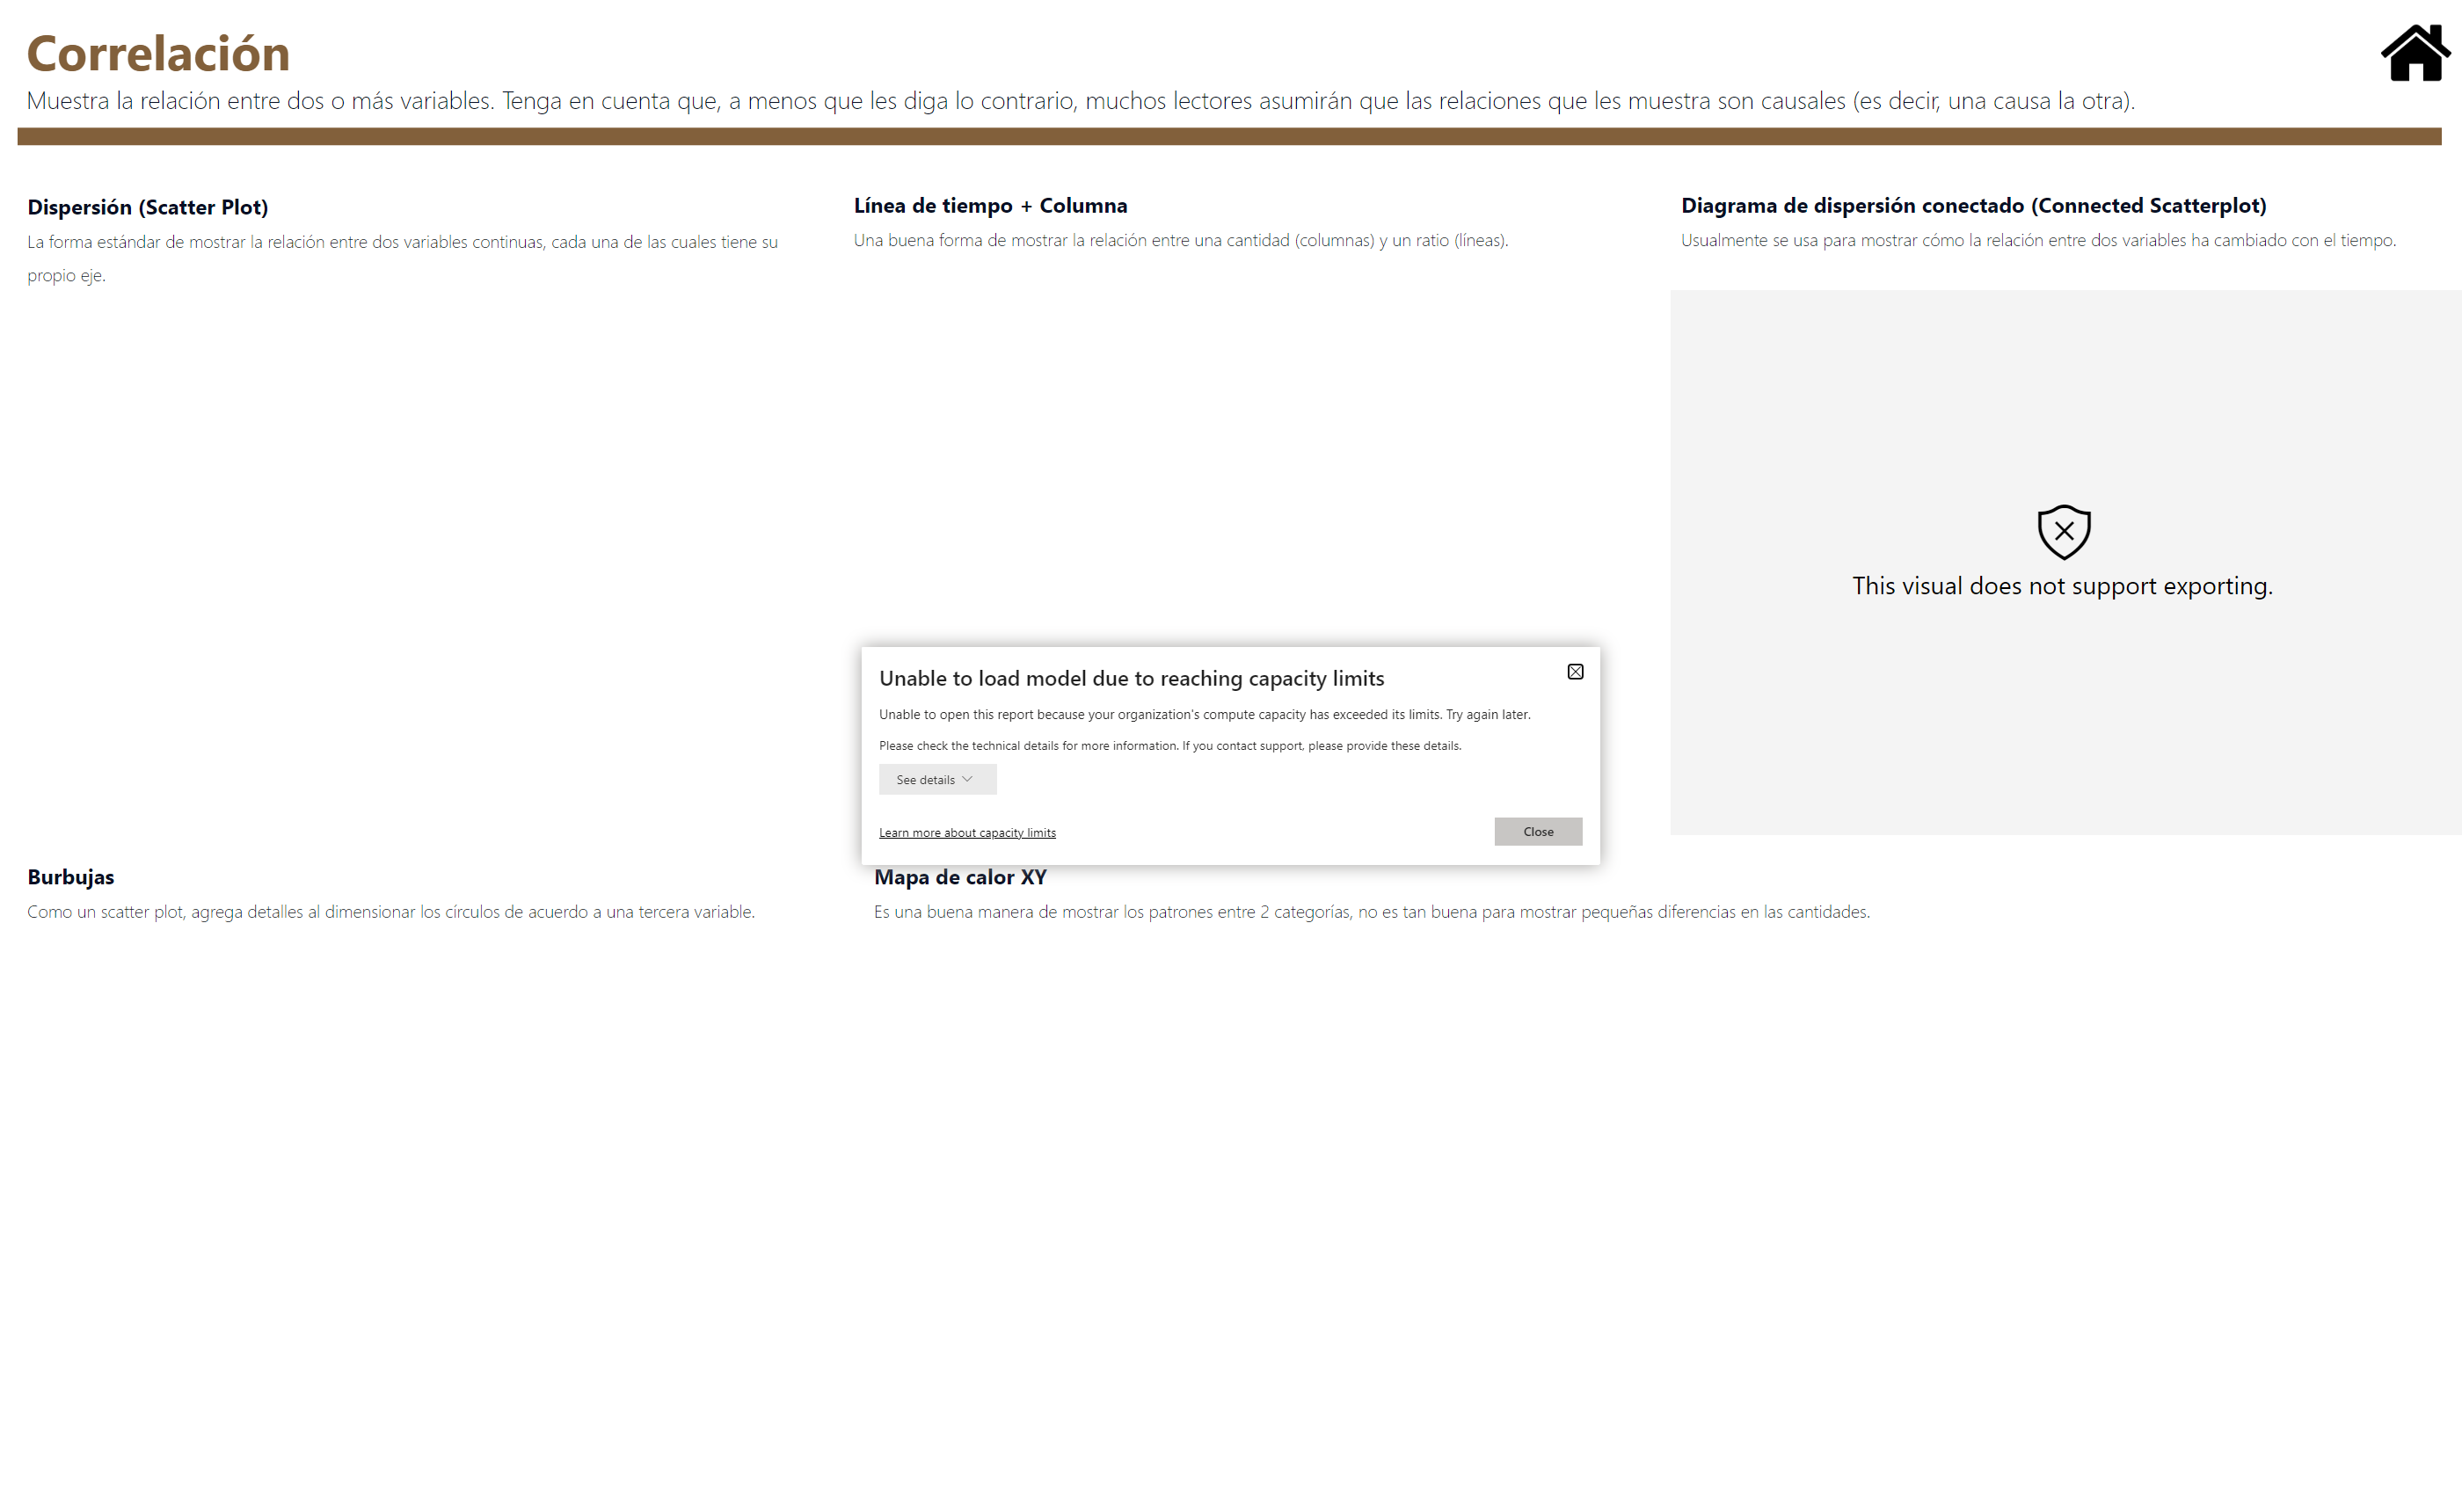 Correlación
Muestra la relación entre dos o más variables. Tenga en cuenta que, a menos que les diga lo contrario, muchos lectores asumirán que las relaciones que les muestra son causales (es decir, una causa la otra).
Dispersión (Scatter Plot)
La forma estándar de mostrar la relación entre dos variables continuas, cada una de las cuales tiene su
propio eje.
Línea de tiempo + Columna
Una buena forma de mostrar la relación entre una cantidad (columnas) y un ratio (líneas).
Diagrama de dispersión conectado (Connected Scatterplot)
Usualmente se usa para mostrar cómo la relación entre dos variables ha cambiado con el tiempo.
This visual does not support exporting.
Unable to load model due to reaching capacity limits
Unable to open this report because your organization's compute capacity has exceeded its limits. Try again later.
Please check the technical details for more information. If you contact support, please provide these details.
See details
Learn more about capacity limits
Close
Burbujas
Como un scatter plot, agrega detalles al dimensionar los círculos de acuerdo a una tercera variable.
Mapa de calor XY
Es una buena manera de mostrar los patrones entre 2 categorías, no es tan buena para mostrar pequeñas diferencias en las cantidades.